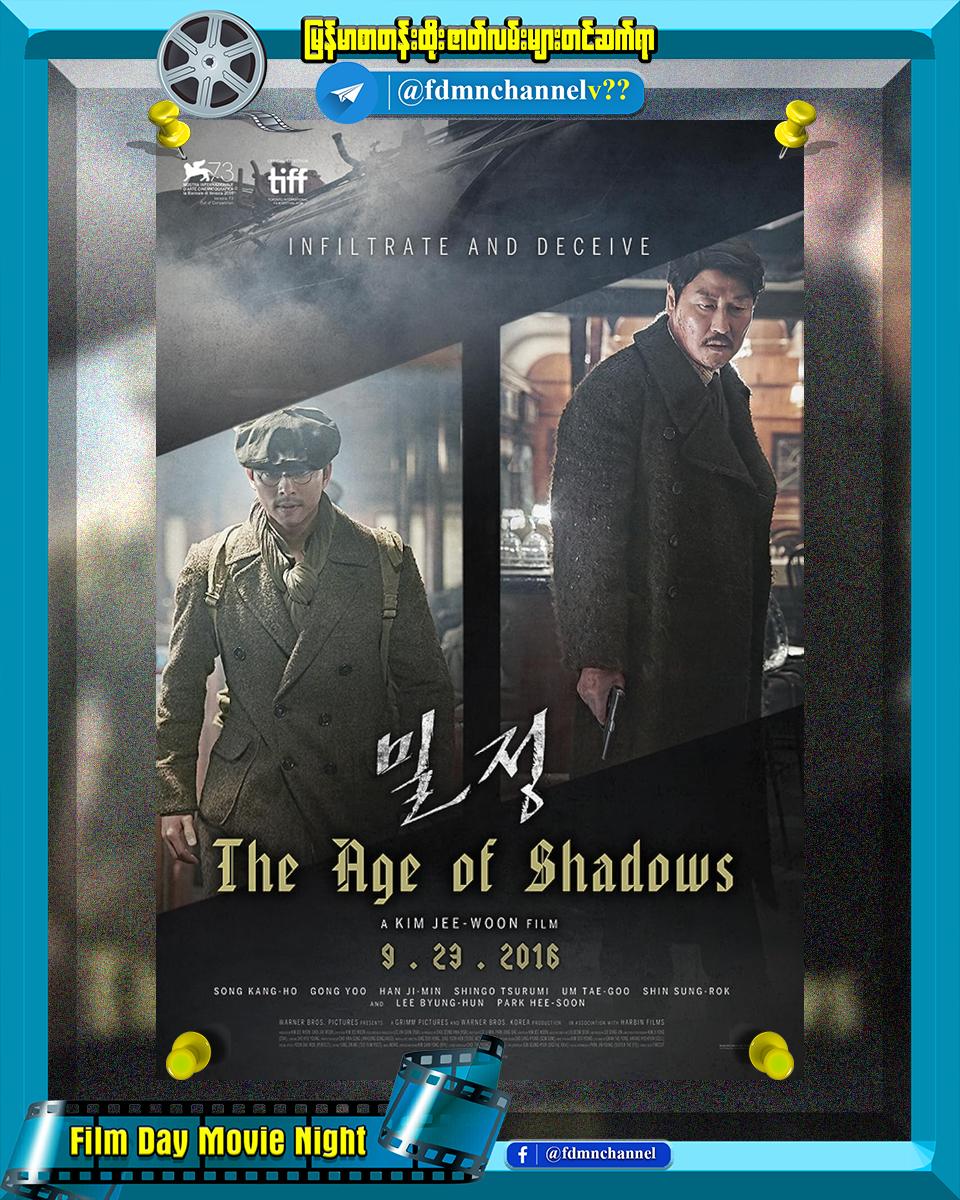 မြန်မာစာတန်းထိုးဇာတ်လမ်းများတင်ဆက်ရာ
@fdmnchannelv??
73
tiff
INFILTRATE AND DECEIVE
밀정
The Age of Shadows
A KIM JEE-WOON FILM
9 . 23 . 2016
SONG KANG-HO GONG YOO HAN JI-MIN SHINGO TSURUMI UM TAE-GOO SHIN SUNG-ROK
AND LEE BYUNG-HUN PARK HEE-SOON
WARNER BROS. PICTURES PRESENTS A GRIMM PICTURES AND WARNER BROS. KOREA PRODUCTION IN ASSOCIATION WITH HARBIN FILMS
Film Day Movie Night
@fdmnchannel